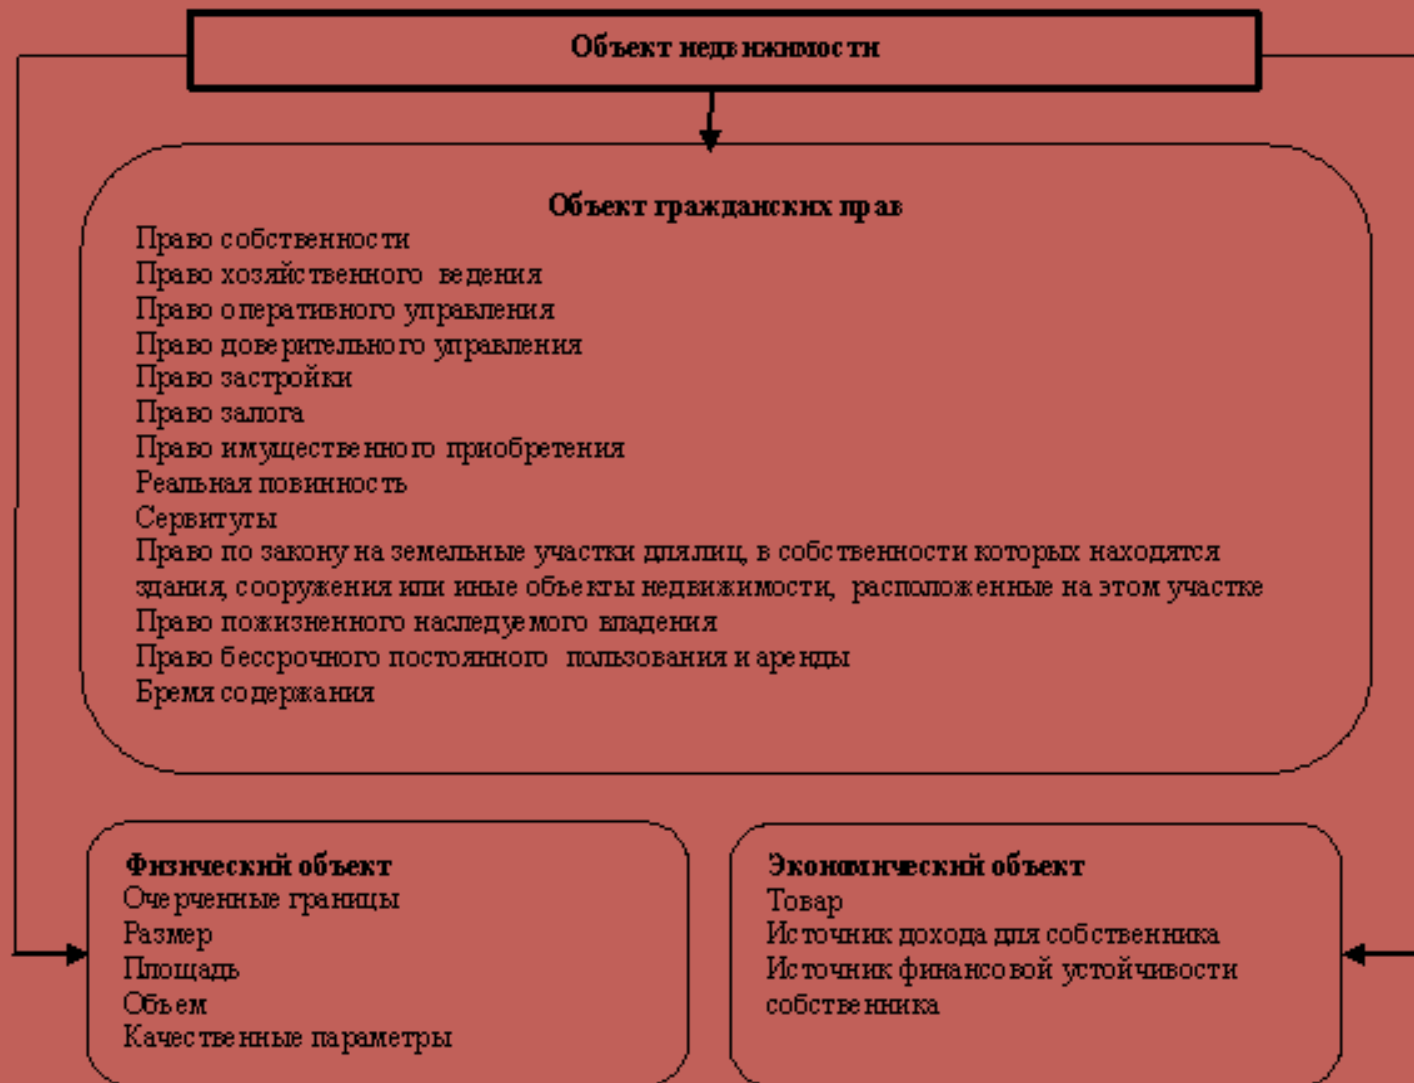 Объект недвижимости
Объект гражданских прав
Право собственности
Право хозяйственного ведения
Право оперативного управления
Право доверительного управления
Право застройки
Право залога
Право имущественного приобретения
Реальная повинность
Сервитуты
Право по закону на земельные участки для лиц, в собственности которых находятся
здания, сооружения или иные объекты недвижимости, расположенные на этом участке
Право пожизненного наследуемого владения
Право бессрочного постоянного пользования и аренды
Бремя содержания
Физический объект
Очерченные границы
Размер
Площадь
Объем
Качественные параметры
Экономический объект
Товар
Источник дохода для собственника
Источник финансовой устойчивости
собственника